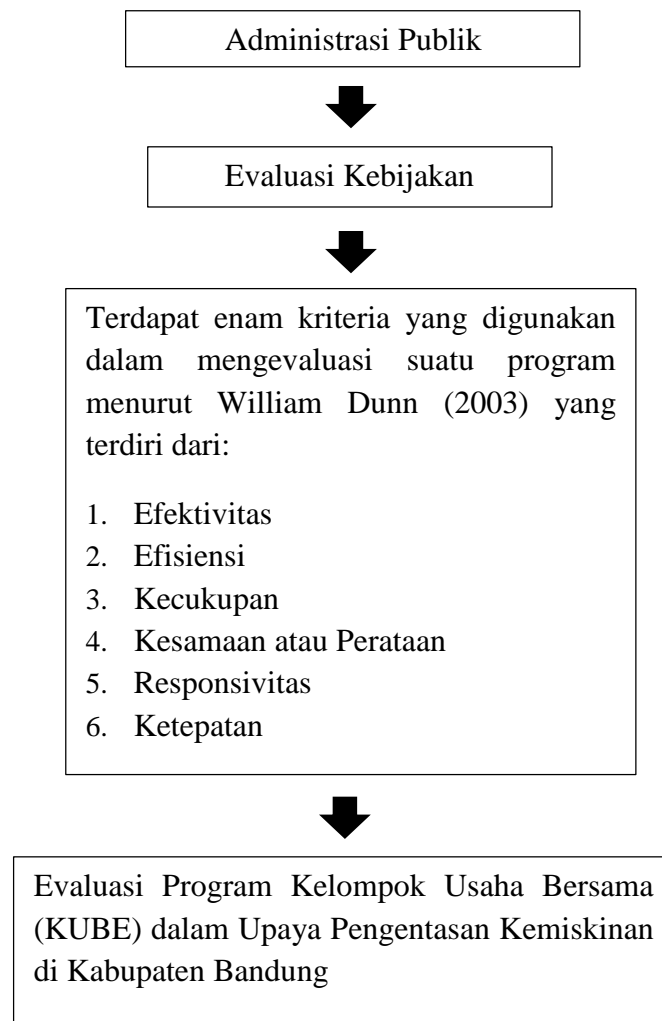 Administrasi Publik
Evaluasi Kebijakan
Terdapat enam kriteria yang digunakan
dalam mengevaluasi suatu program
menurut William Dunn (2003) yang
terdiri dari:
1. Efektivitas
2. Efisiensi
3. Kecukupan
4. Kesamaan atau Perataan
5. Responsivitas
6. Ketepatan
Evaluasi Program Kelompok Usaha Bersama
(KUBE) dalam Upaya Pengentasan Kemiskinan
di Kabupaten Bandung